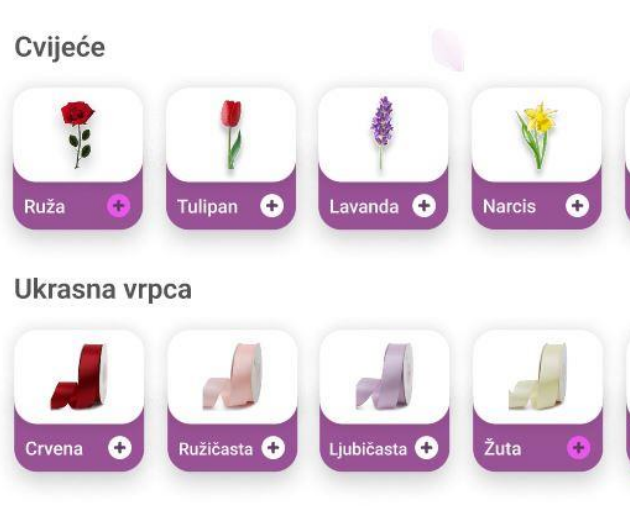 Cvijeće
Ruža
Tulipan
Lavanda
Narcis
Ukrasna vrpca
Crvena
Ružičasta
Ljubičasta
Žuta